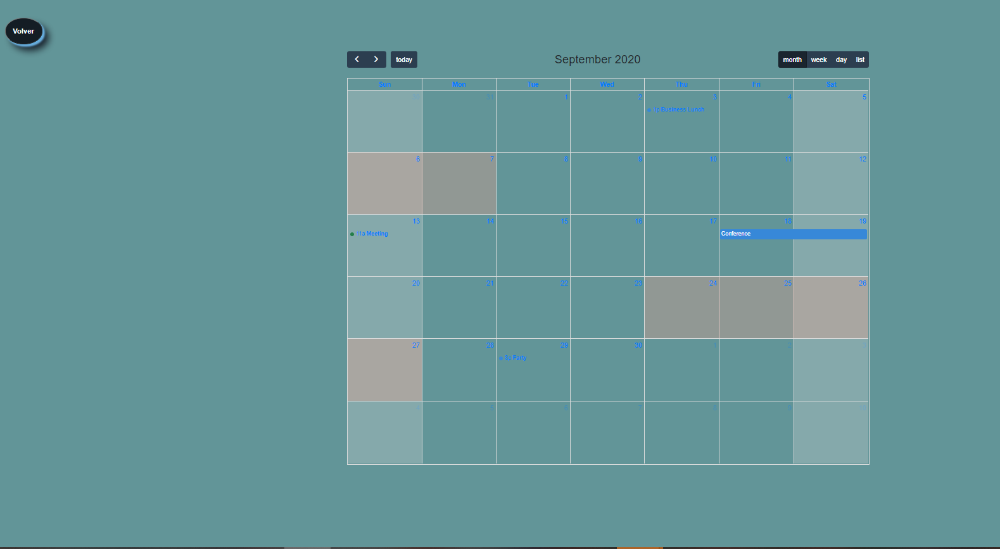 Volver
today
September 2020
month week day list
Sun Mon Tue Wed Thu Fri Sat
31 1 2 3 4 5
1p Business Lunch
6 7 8 9 10 11 12
13 14 15 16 17 18 19
11a Meeting
Conference
20 21 22 23 24 25 26
27 28 29 30 1 2
Party
4 5 6 7 8 9 10